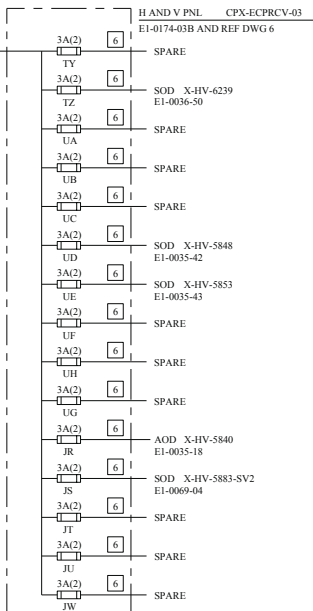 H AND V PNL CPX-ECPRCV-03
E1-0174-03B AND REF DWG 6
3A(2) 6
SPARE
TY
3A(2) 6
SOD X-HV-6239
TZ E1-0036-50
3A(2) 6
SPARE
UA
3A(2) 6
SPARE
UB
3A(2) 6
SPARE
UC
3A(2) 6
SOD X-HV-5848
UD E1-0035-42
3A(2) 6
SOD X-HV-5853
UE E1-0035-43
3A(2) 6
SPARE
UF
3A(2) 6
SPARE
UH
3A(2) 6
SPARE
UG
3A(2) 6
AOD X-HV-5840
JR E1-0035-18
3A(2) 6
SOD X-HV-5883-SV2
JS E1-0069-04
3A(2) 6
SPARE
JT
3A(2) 6
SPARE
JU
3A(2) 6
SPARE
JW